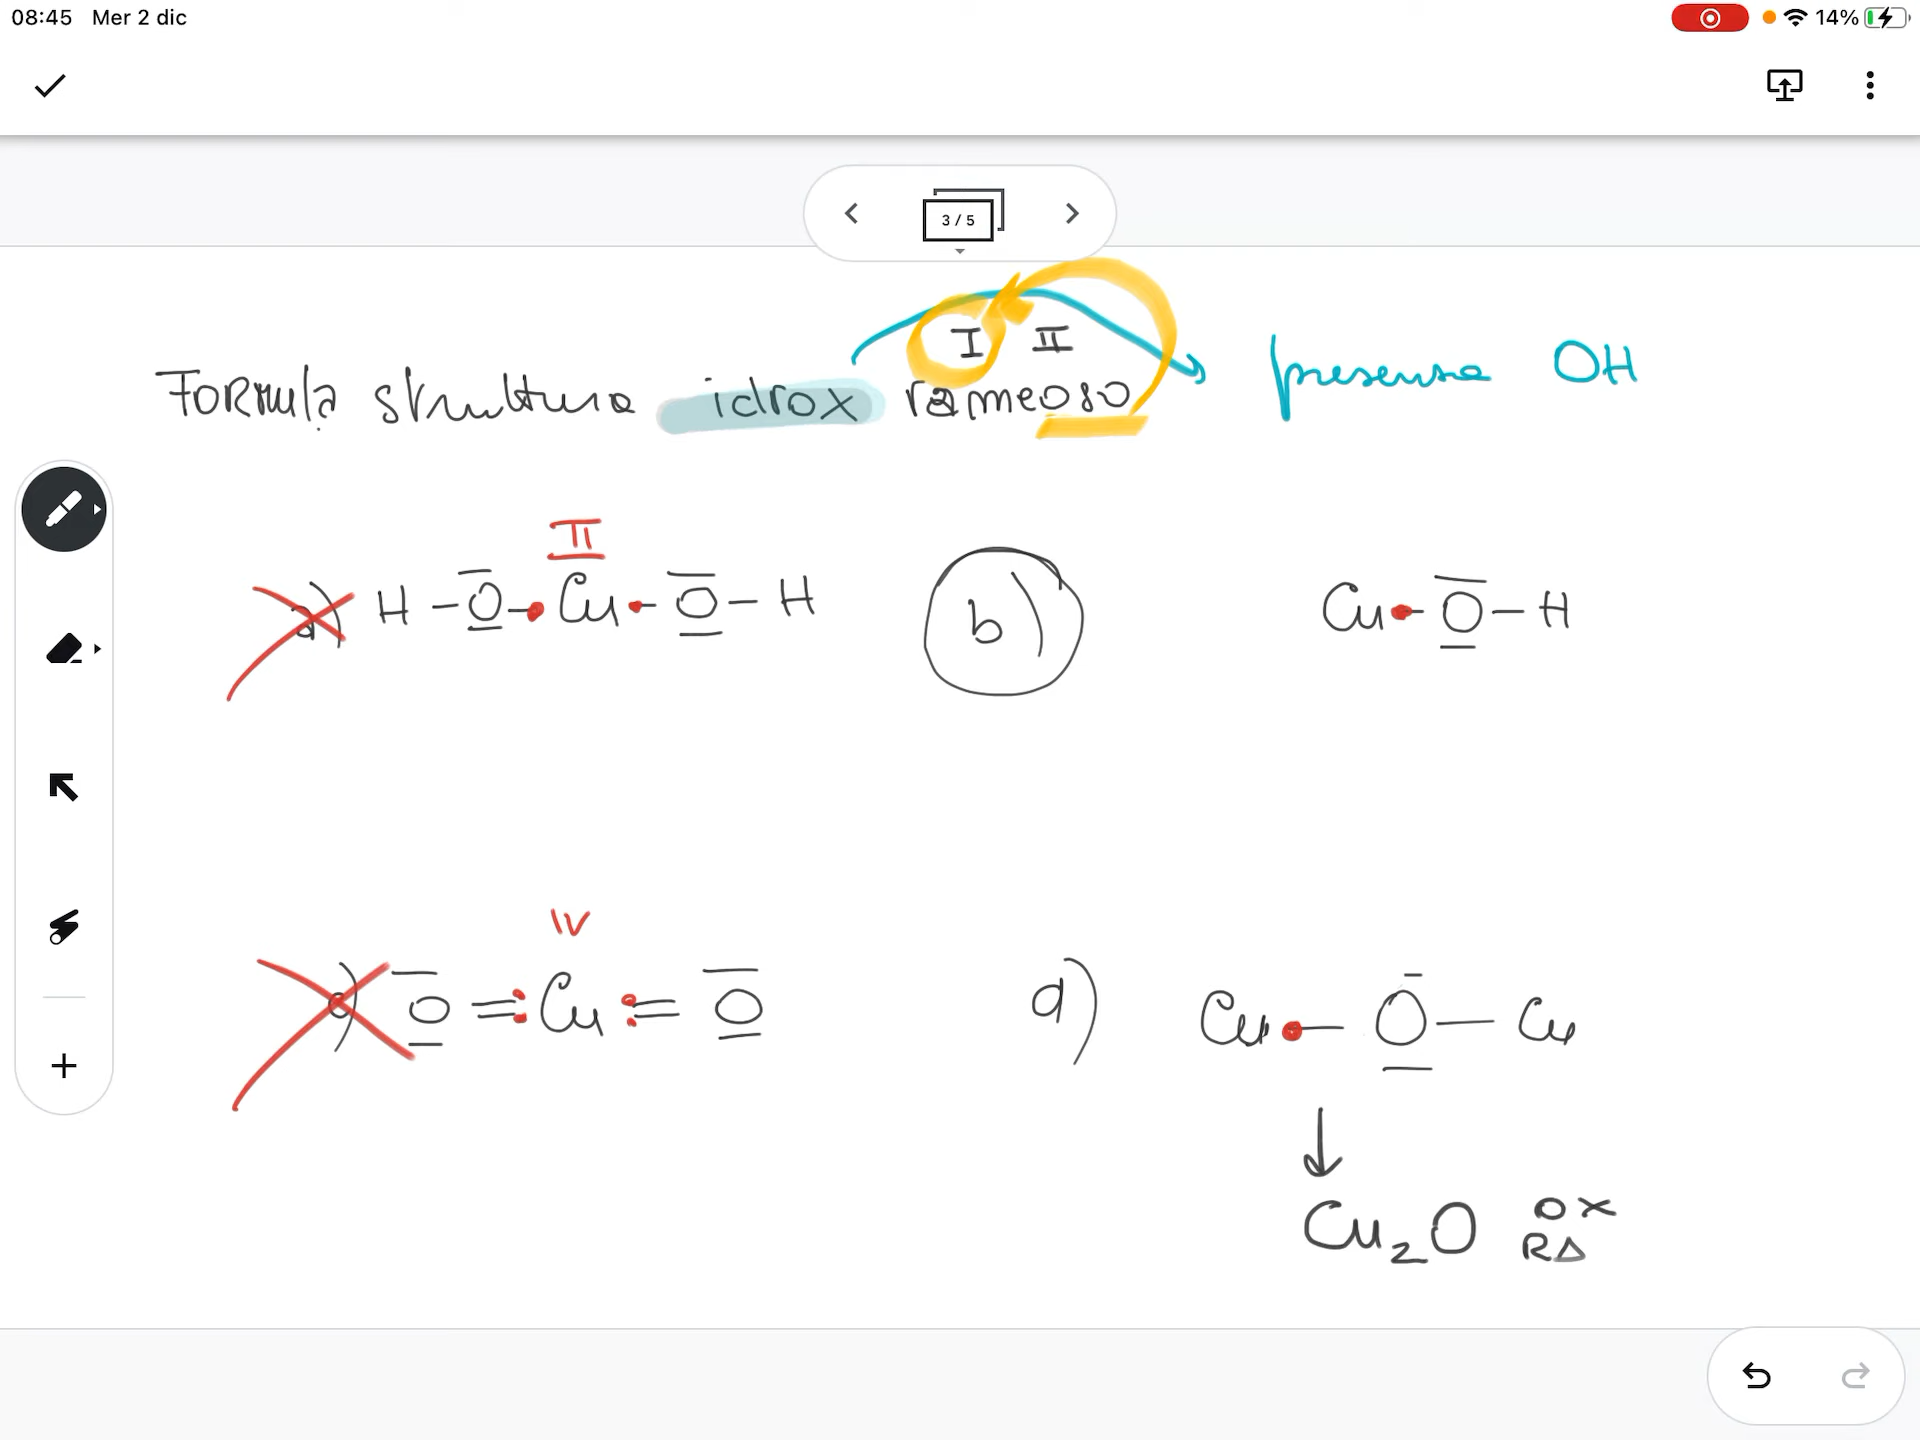 08:45 Mer 2 dic 14%
3 / 5
I II
Formula struttura idrox rameoso presenza OH
II
a) H - O - Cu - O - H b) Cu - O - H
IV
c) O = Cu = O d) Cu - O - Cu
↓
Cu₂O OX
RA